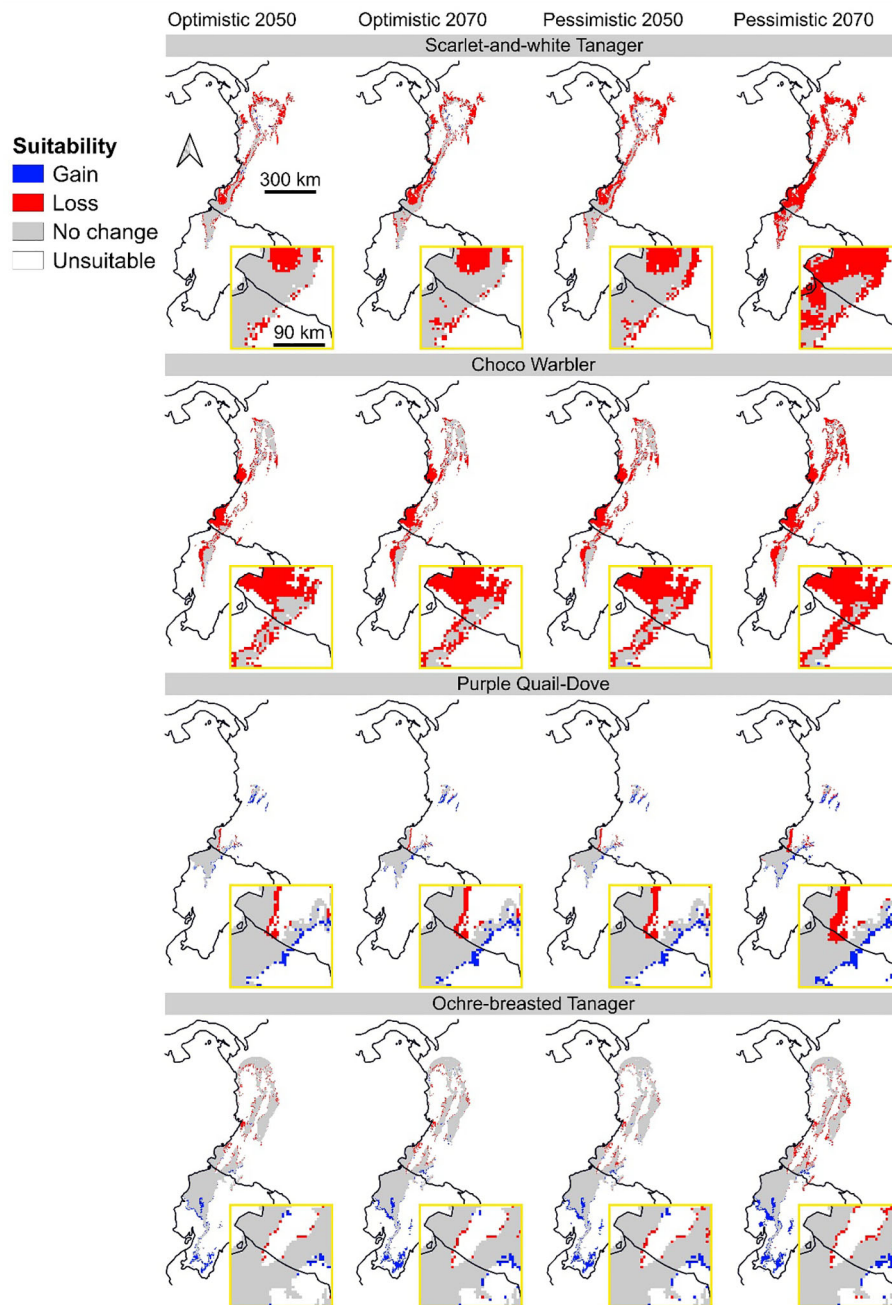 Optimistic 2050 Optimistic 2070 Pessimistic 2050 Pessimistic 2070
Scarlet-and-white Tanager
Suitability
Gain
Loss
No change
Unsuitable
300 km
90 km
Choco Warbler
Purple Quail-Dove
Ochre-breasted Tanager